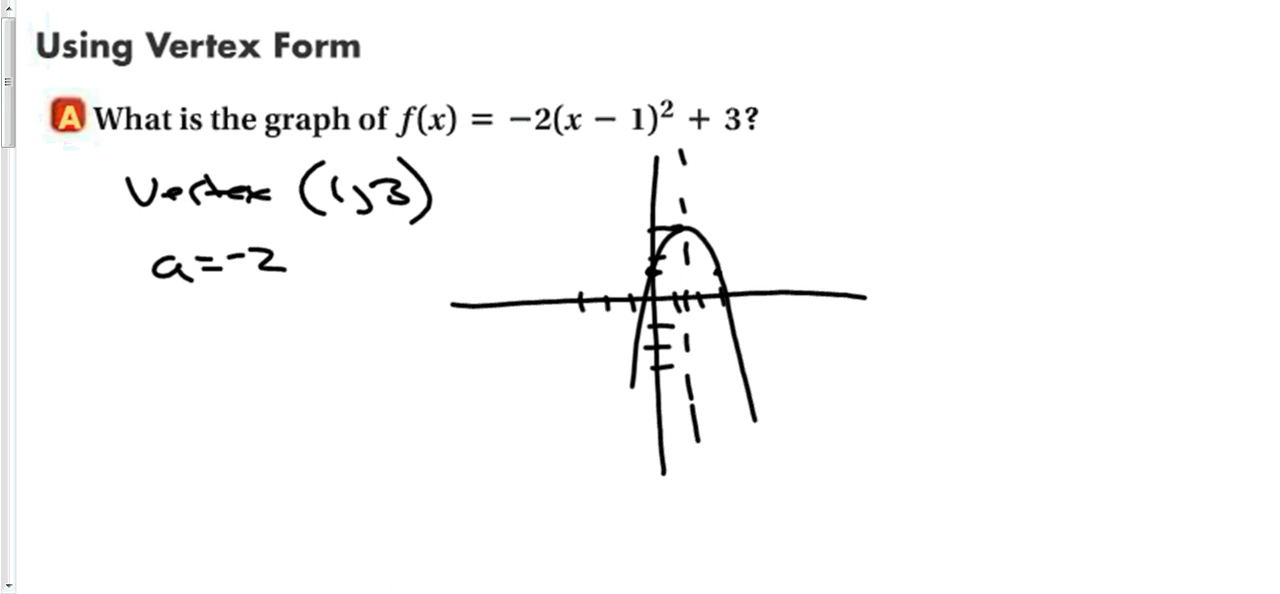 Using Vertex Form
A What is the graph of f(x) = −2(x − 1)² + 3?
Vertex (1,3)
a=-2